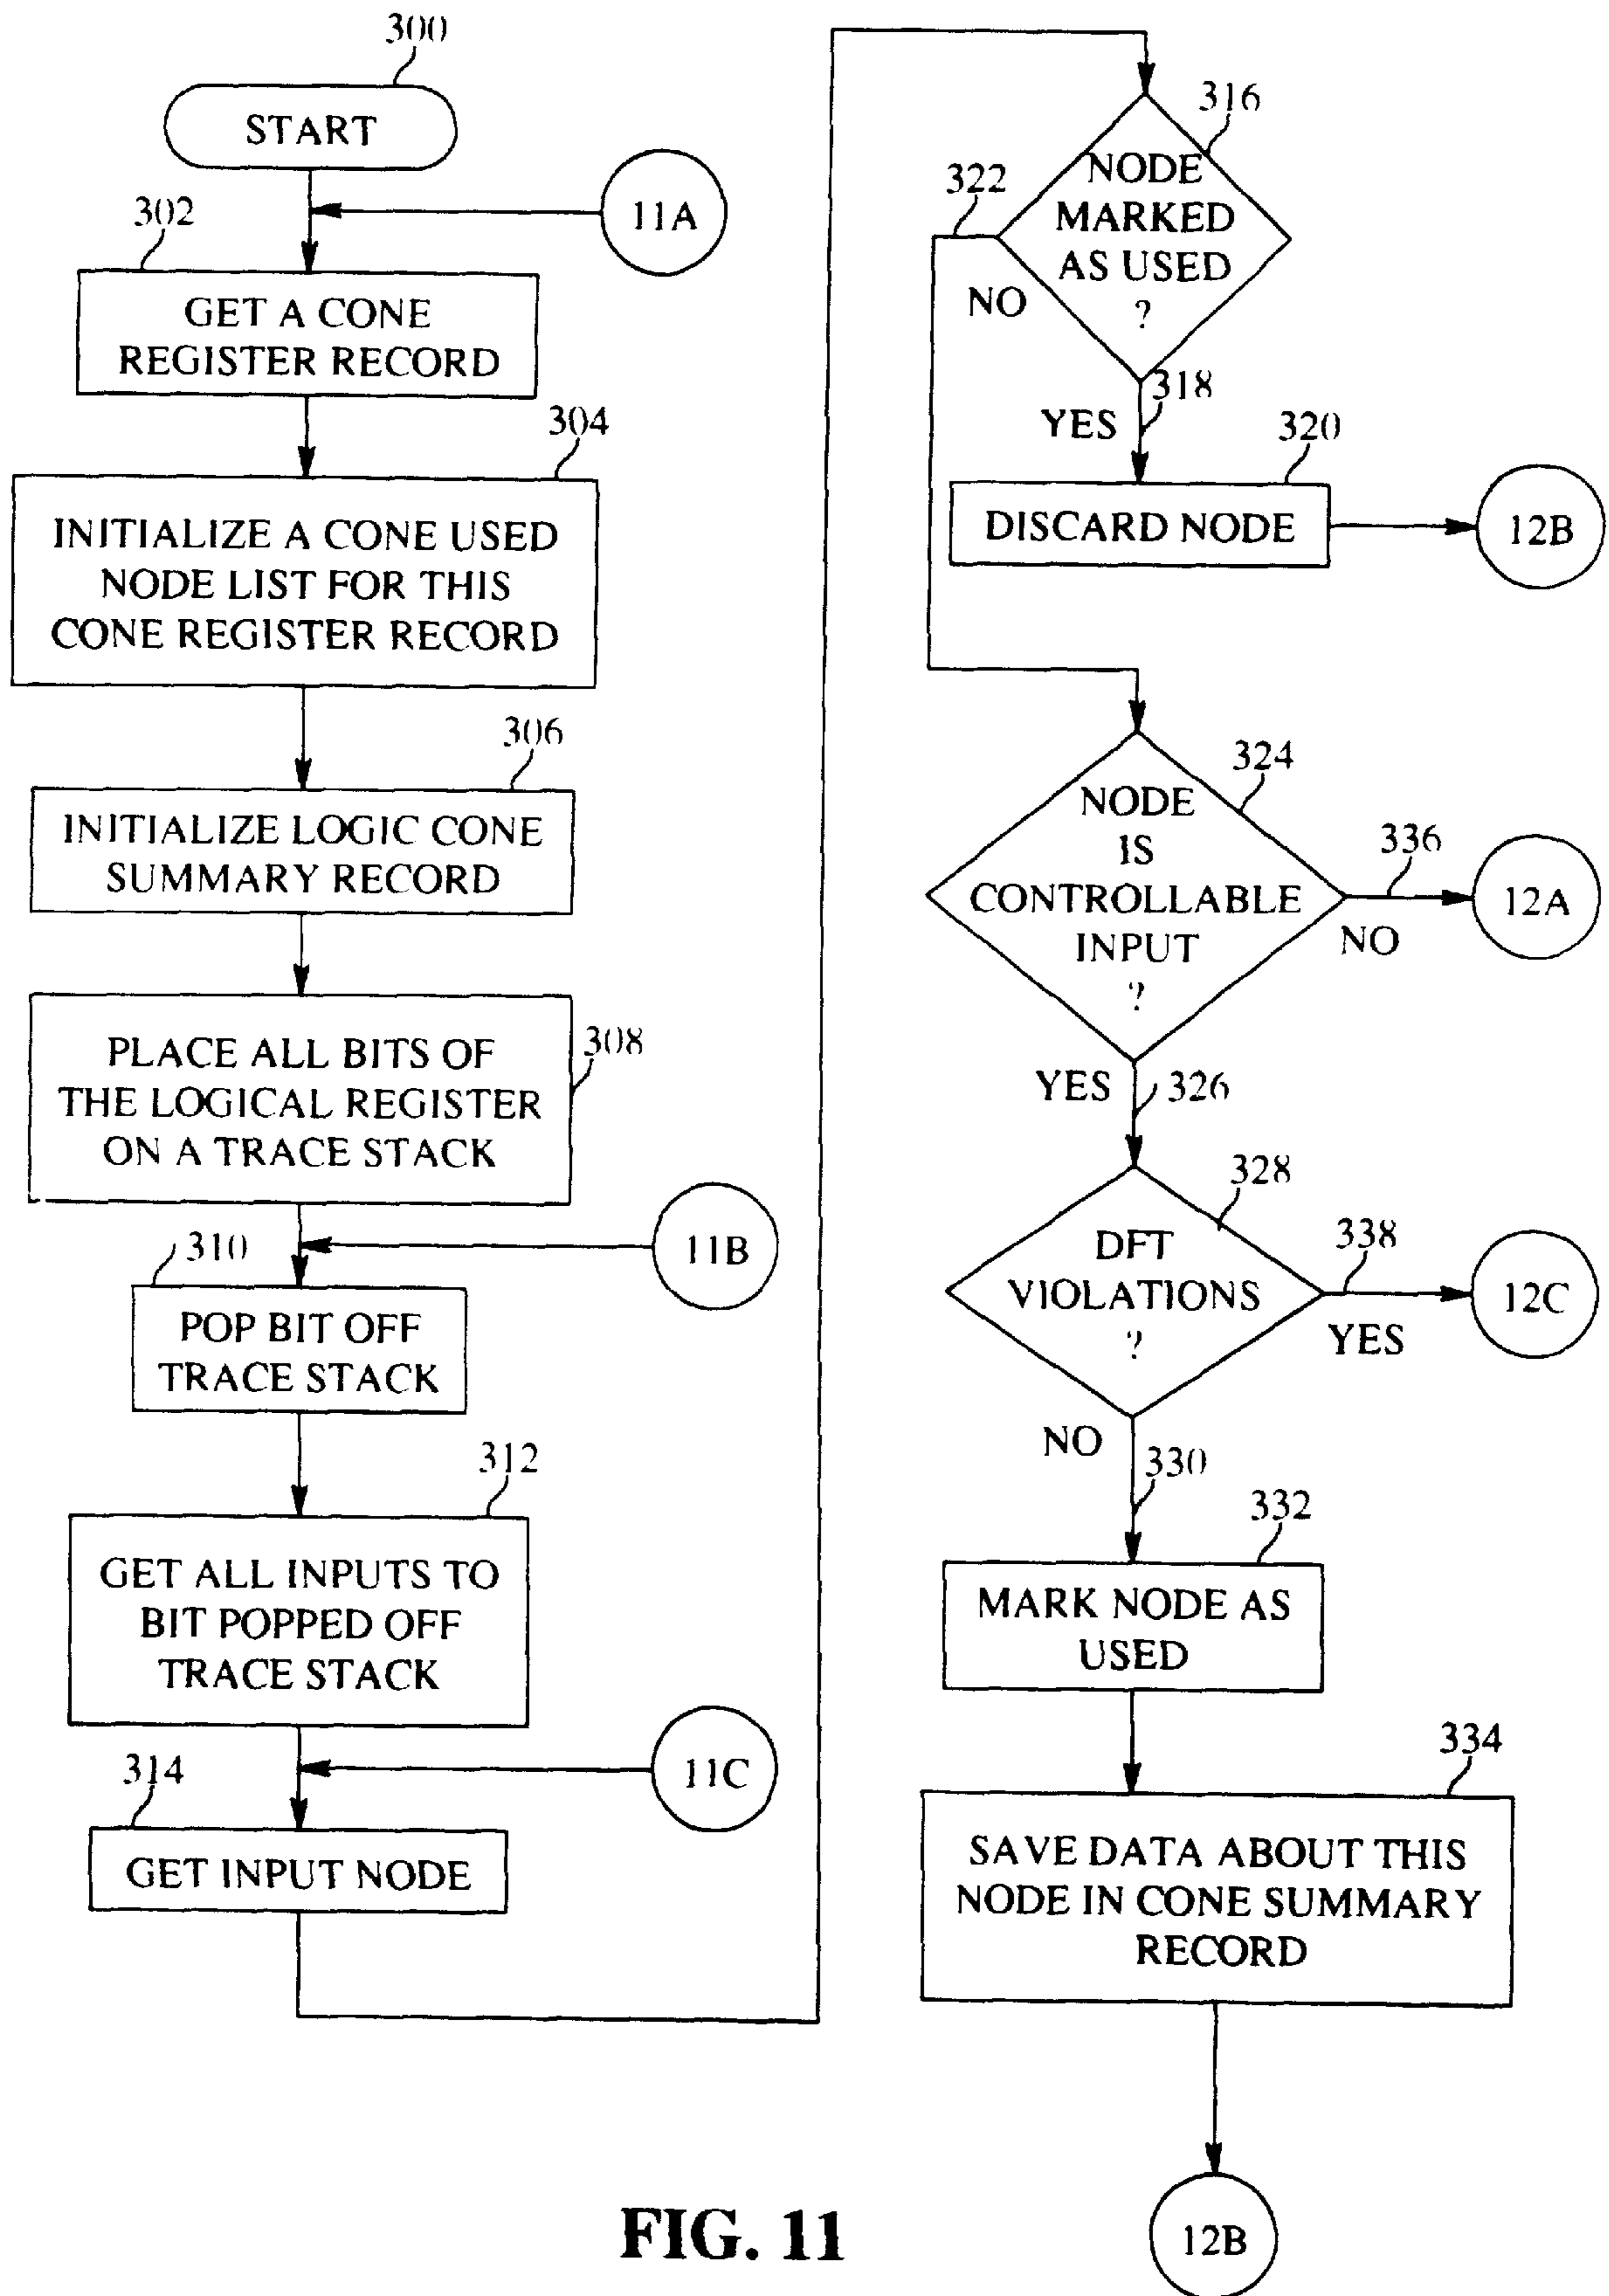 300
START
11A
302
GET A CONE
REGISTER RECORD
304
INITIALIZE A CONE USED
NODE LIST FOR THIS
CONE REGISTER RECORD
306
INITIALIZE LOGIC CONE
SUMMARY RECORD
308
PLACE ALL BITS OF
THE LOGICAL REGISTER
ON A TRACE STACK
11B
310
POP BIT OFF
TRACE STACK
312
GET ALL INPUTS TO
BIT POPPED OFF
TRACE STACK
11C
314
GET INPUT NODE
316
NODE
MARKED
AS USED
?
322
NO
318
YES
320
DISCARD NODE
12B
324
NODE
IS
CONTROLLABLE
INPUT
?
336
NO
12A
YES
326
328
DFT
VIOLATIONS
?
338
YES
12C
NO
330
332
MARK NODE AS
USED
334
SAVE DATA ABOUT THIS
NODE IN CONE SUMMARY
RECORD
12B
FIG. 11